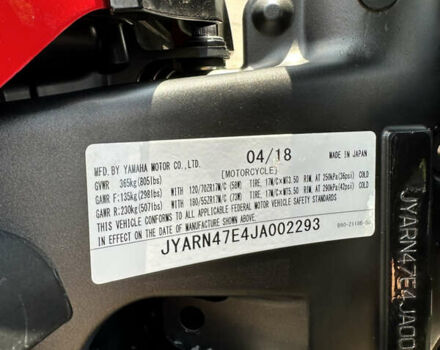 MFD. BY YAMAHA MOTOR CO., LTD. 04/18 MADE IN JAPAN
GVWR 365kg(805lbs) [MOTORCYCLE]
GAWR F:135kg(298lbs) WITH 120/70ZR17M/C (58W) TIRE, 17M/C×MT3.50 RIM, AT 250kPa(36psi) COLD
GAWR R:230kg(507lbs) WITH 180/55ZR17M/C (73W) TIRE, 17M/C×MT5.50 RIM, AT 290kPa(42psi) COLD
THIS VEHICLE CONFORMS TO ALL APPLICABLE FEDERAL MOTOR VEHICLE SAFETY STANDARDS
IN EFFECT ON THE DATE OF MANUFACTURE SHOWN ABOVE.
JYARN47E4JA002293
JYARN47E4JA00